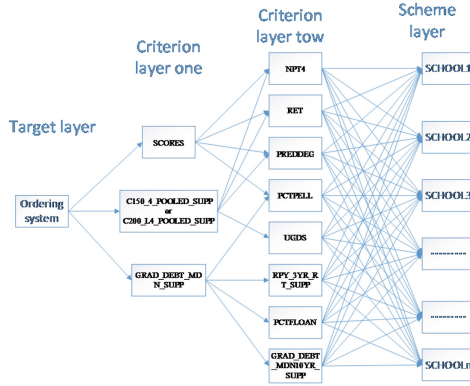 Target layer
Criterion
layer one
Criterion
layer tow
Scheme
layer
Ordering
system
SCORES
C150_4_POOLED_SUPP
or
C200_L4_POOLED_SUPP
GRAD_DEBT_MD
N_SUPP
NPT4
RET
PREDDEG
PCTPELL
UGDS
RPY_3YR_R
T_SUPP
PCTFLOAN
GRAD_DEBT
_MDN10YR_
SUPP
SCHOOL1
SCHOOL2
SCHOOL3
............
............
SCHOOLn